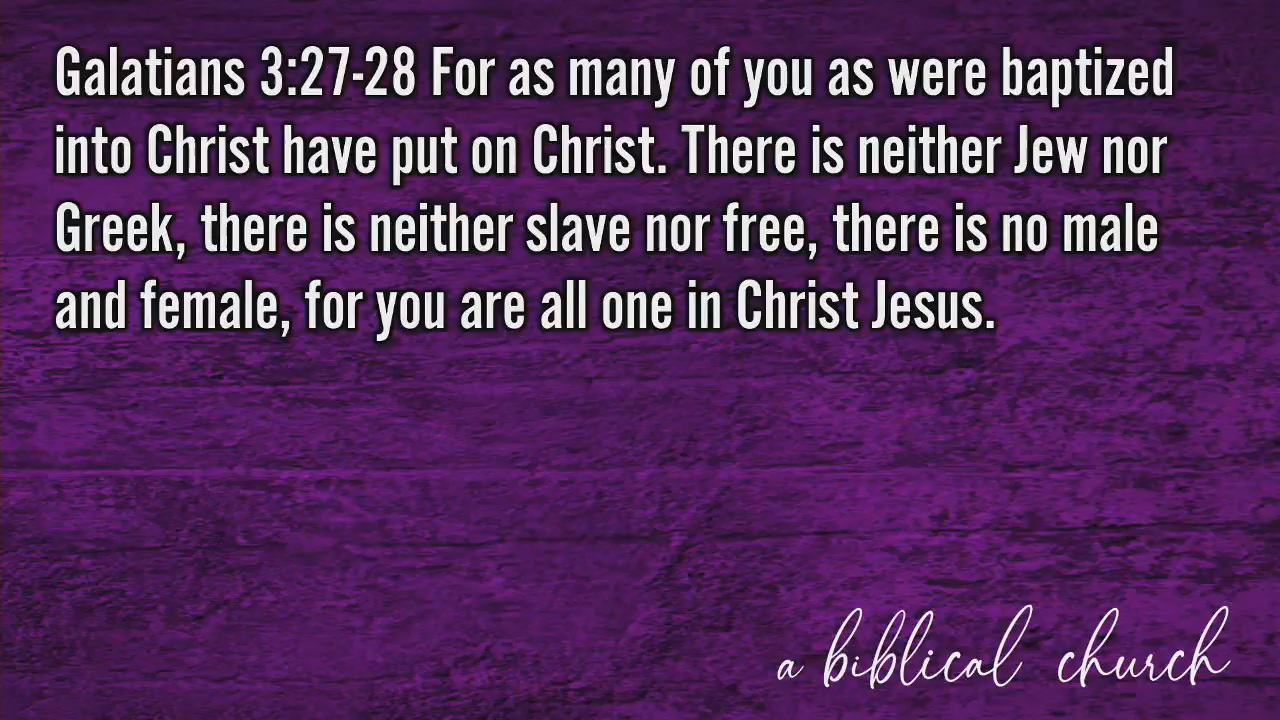 Galatians 3:27-28 For as many of you as were baptized
into Christ have put on Christ. There is neither Jew nor
Greek, there is neither slave nor free, there is no male
and female, for you are all one in Christ Jesus.
a biblical church